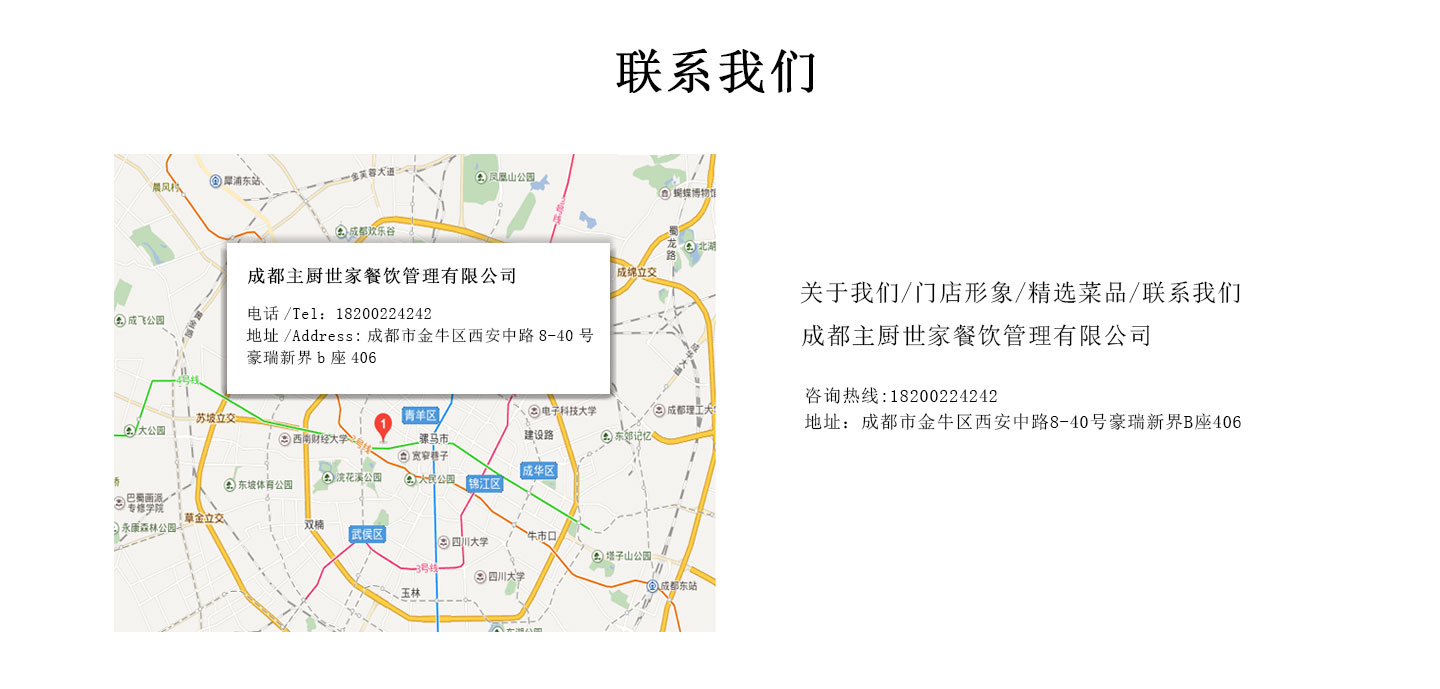 联系我们
犀浦东站
金芙蓉大道
凤凰山公园
晨风村
蝴蝶博物馆
3号线
成都欢乐谷
蜀龙路
北湖
成绵立交
成都主厨世家餐饮管理有限公司
电话 /Tel: 18200224242
地址 /Address: 成都市金牛区西安中路 8-40 号
豪瑞新界 b 座 406
成飞公园
4号线
苏坡立交
青羊区
电子科技大学
成都理工大
大公园
西南财经大学
1
骡马市
建设路
东郊记忆
宽窄巷子
浣花溪公园
人民公园
成华区
锦江区
东坡体育公园
巴蜀画派
专修学院
永康森林公园
草金立交
双楠
武侯区
四川大学
牛市口
塔子山公园
3号线
四川大学
成都东站
玉林
东湖公园
关于我们/门店形象/精选菜品/联系我们
成都主厨世家餐饮管理有限公司
咨询热线:18200224242
地址：成都市金牛区西安中路8-40号豪瑞新界B座406